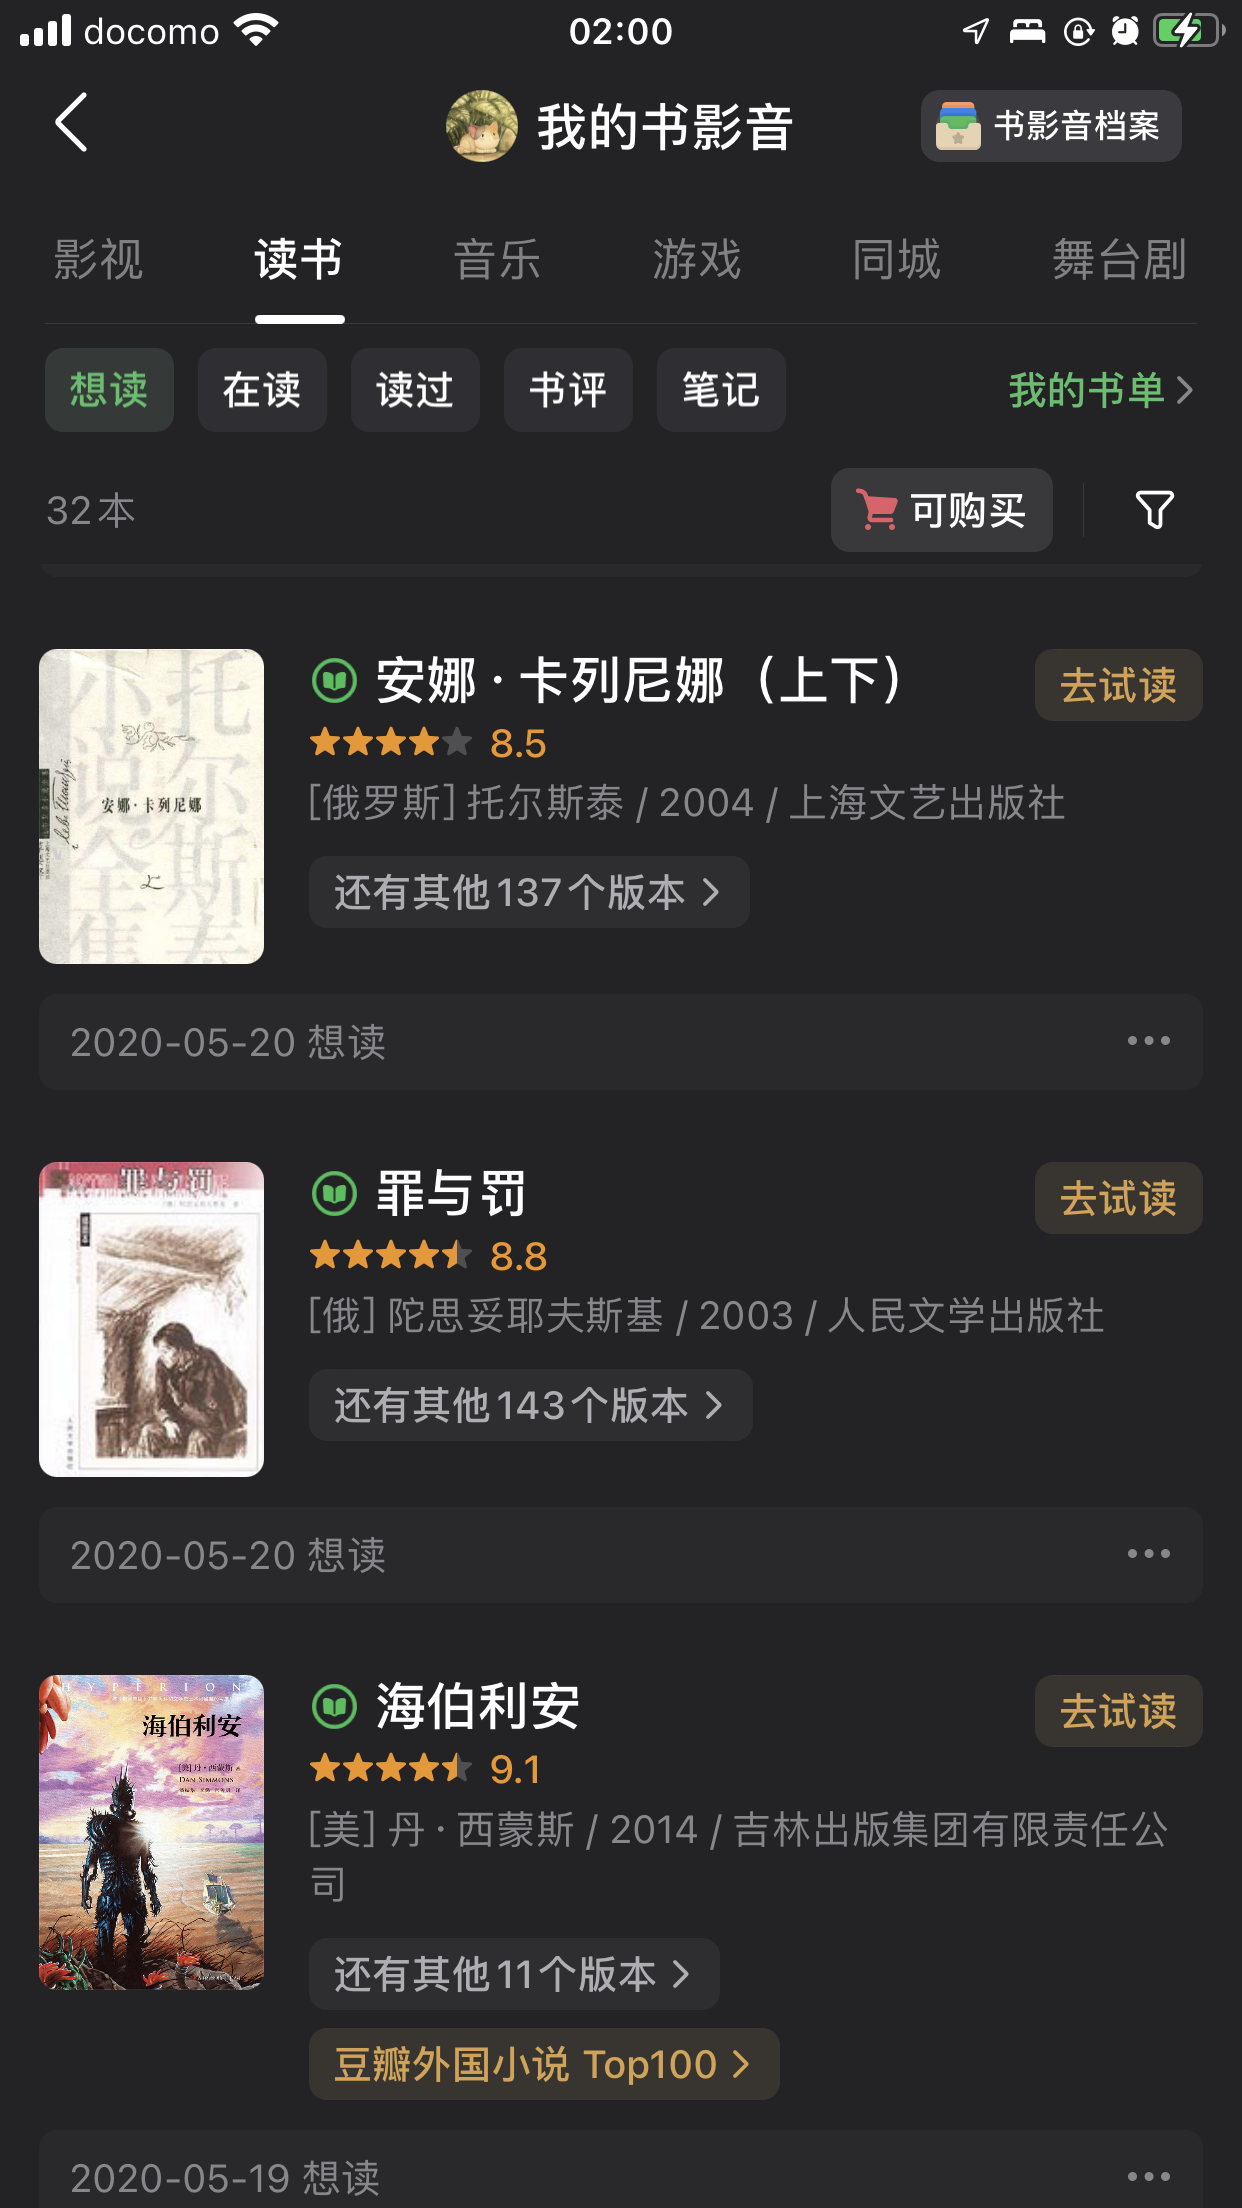 docomo 02:00
我的书影音 书影音档案
影视 读书 音乐 游戏 同城 舞台剧
想读 在读 读过 书评 笔记 我的书单
32本 可购买
安娜·卡列尼娜（上下） 去试读
8.5
[俄罗斯] 托尔斯泰 / 2004 / 上海文艺出版社
还有其他137个版本
安娜·卡列尼娜
2020-05-20 想读
罪与罚 去试读
8.8
[俄] 陀思妥耶夫斯基 / 2003 / 人民文学出版社
还有其他143个版本
罪与罚
2020-05-20 想读
海伯利安 去试读
9.1
[美] 丹·西蒙斯 / 2014 / 吉林出版集团有限责任公
司
还有其他11个版本
豆瓣外国小说 Top100
HYPERION
海伯利安
[美] 丹·西蒙斯
DAN SIMMONS
2020-05-19 想读